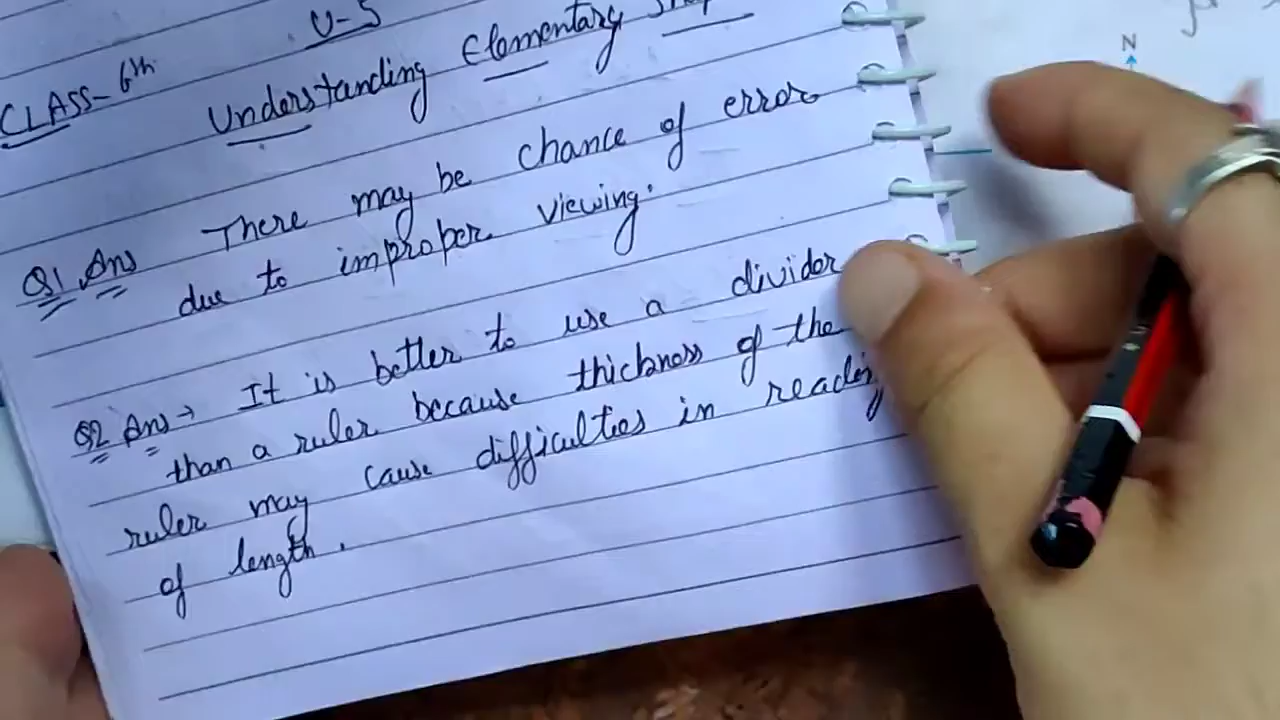 U-5
CLASS-6th
Understanding Elementary
Q1 Ans There may be chance of error
due to improper viewing.
Q2 Ans → It is better to use a divider
than a ruler because thickness of the
ruler may cause difficulties in reading
of length.
N